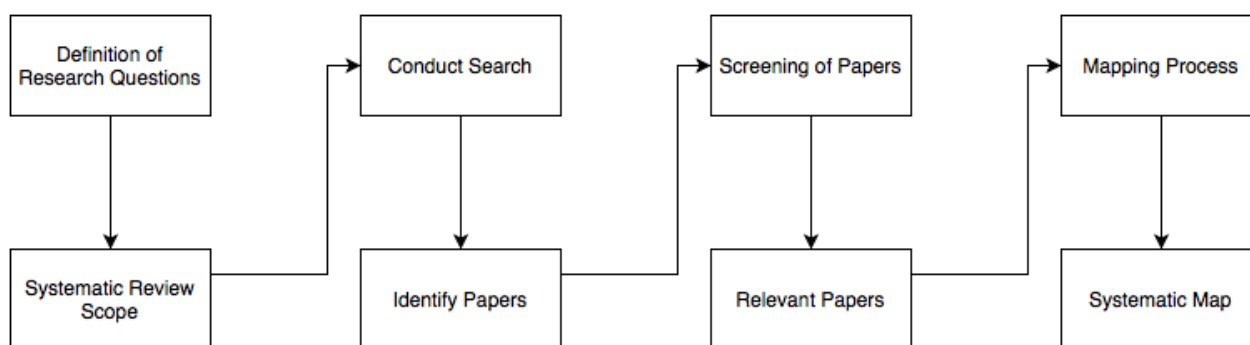 Definition of
Research Questions
Conduct Search
Screening of Papers
Mapping Process
Systematic Review
Scope
Identify Papers
Relevant Papers
Systematic Map